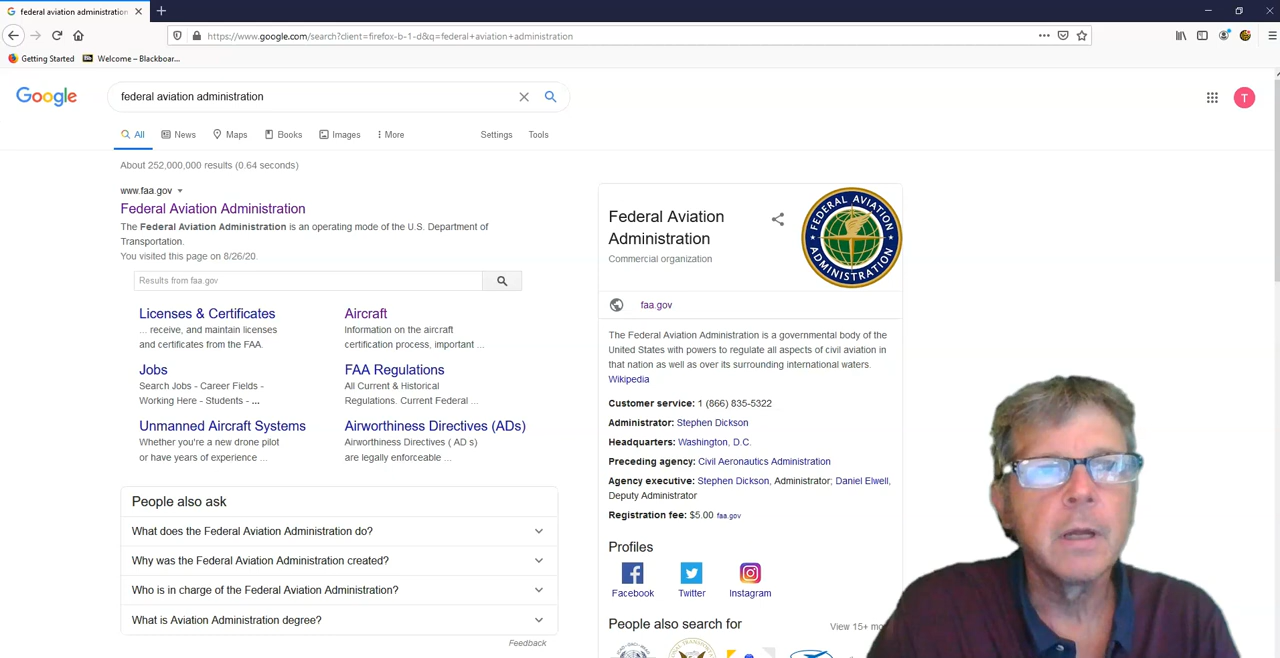 federal aviation administration
https://www.google.com/search?client=firefox-b-1-d&q=federal+aviation+administration
Getting Started
Welcome – Blackboar...
Google
federal aviation administration
T
All
News
Maps
Books
Images
More
Settings
Tools
About 252,000,000 results (0.64 seconds)
www.faa.gov
Federal Aviation Administration
The Federal Aviation Administration is an operating mode of the U.S. Department of
Transportation.
You visited this page on 8/26/20.
Results from faa.gov
Licenses & Certificates
... receive, and maintain licenses
and certificates from the FAA.
Aircraft
Information on the aircraft
certification process, important ...
Jobs
Search Jobs - Career Fields -
Working Here - Students - ...
FAA Regulations
All Current & Historical
Regulations. Current Federal ...
Unmanned Aircraft Systems
Whether you're a new drone pilot
or have years of experience ...
Airworthiness Directives (ADs)
Airworthiness Directives ( AD s)
are legally enforceable ...
People also ask
What does the Federal Aviation Administration do?
Why was the Federal Aviation Administration created?
Who is in charge of the Federal Aviation Administration?
What is Aviation Administration degree?
Feedback
Federal Aviation
Administration
Commercial organization
FEDERAL AVIATION
ADMINISTRATION
faa.gov
The Federal Aviation Administration is a governmental body of the
United States with powers to regulate all aspects of civil aviation in
that nation as well as over its surrounding international waters.
Wikipedia
Customer service: 1 (866) 835-5322
Administrator: Stephen Dickson
Headquarters: Washington, D.C.
Preceding agency: Civil Aeronautics Administration
Agency executive: Stephen Dickson, Administrator; Daniel Elwell,
Deputy Administrator
Registration fee: $5.00 faa.gov
Profiles
Facebook
Twitter
Instagram
People also search for
View 15+